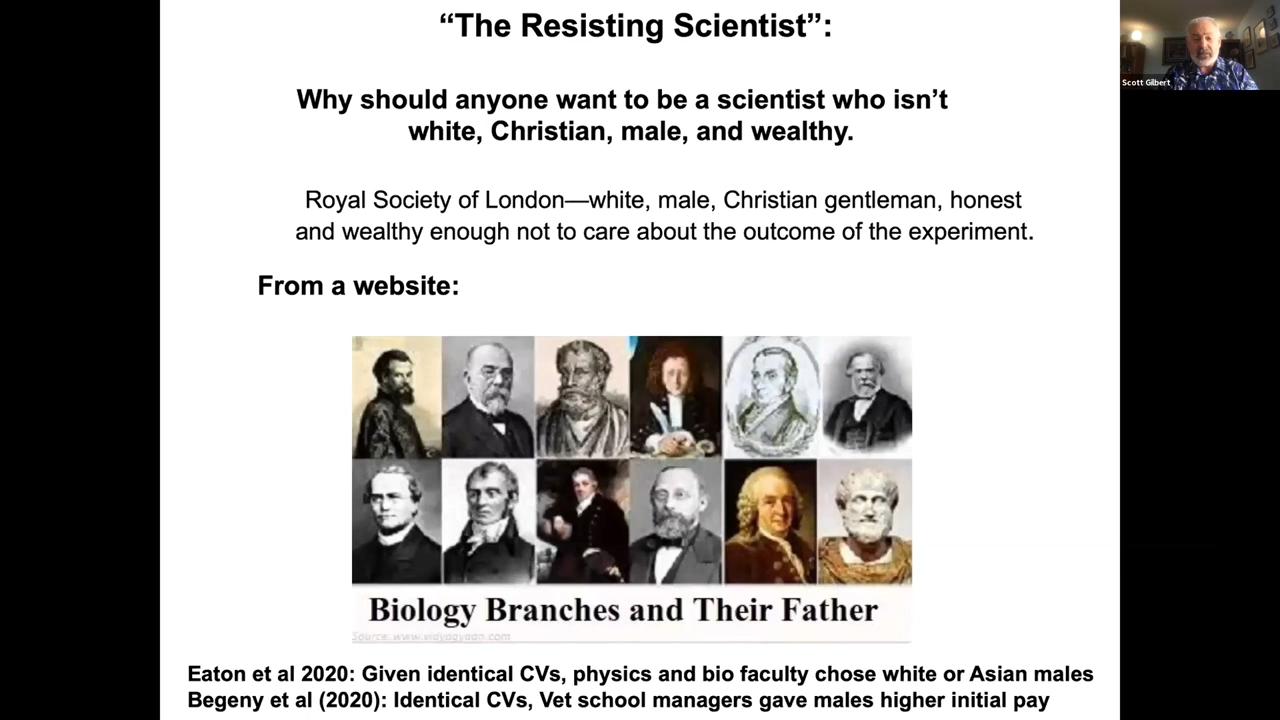 “The Resisting Scientist”:
Why should anyone want to be a scientist who isn’t
white, Christian, male, and wealthy.
Royal Society of London—white, male, Christian gentleman, honest
and wealthy enough not to care about the outcome of the experiment.
From a website:
Biology Branches and Their Father
Source: www.vidyagyaan.com
Eaton et al 2020: Given identical CVs, physics and bio faculty chose white or Asian males
Begeny et al (2020): Identical CVs, Vet school managers gave males higher initial pay
Scott Gilbert